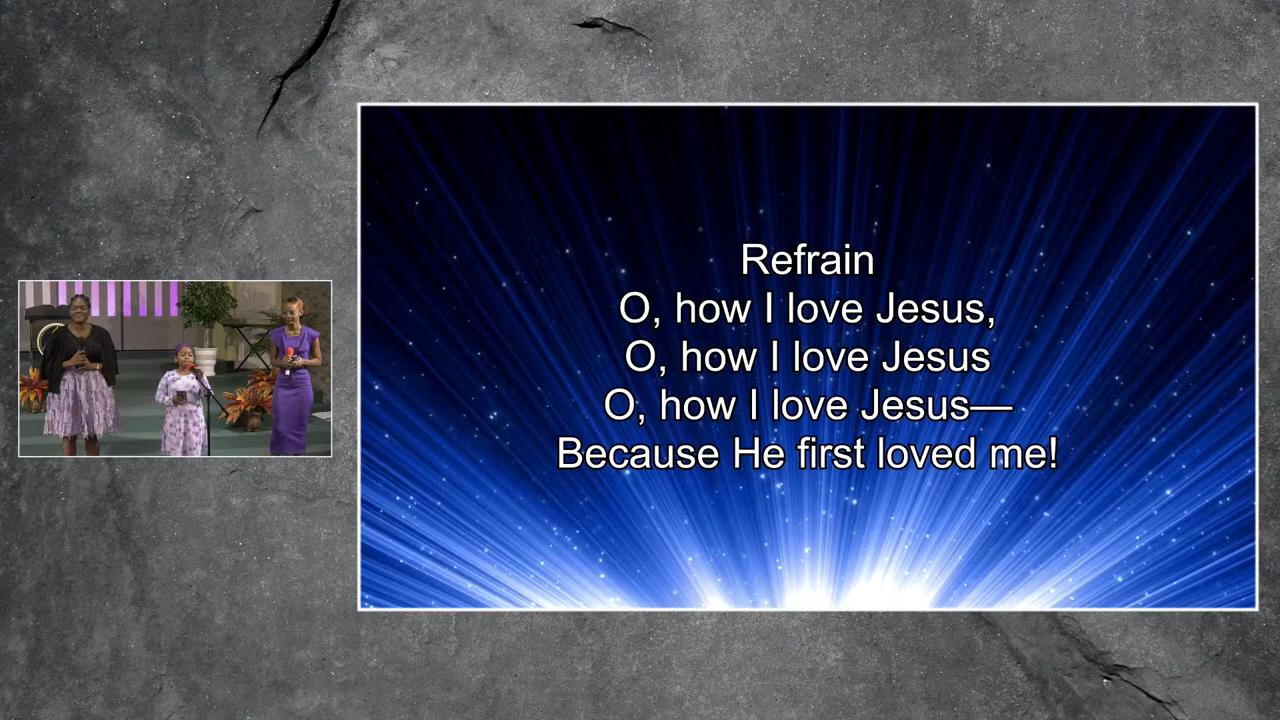 Refrain
O, how I love Jesus,
O, how I love Jesus
O, how I love Jesus—
Because He first loved me!